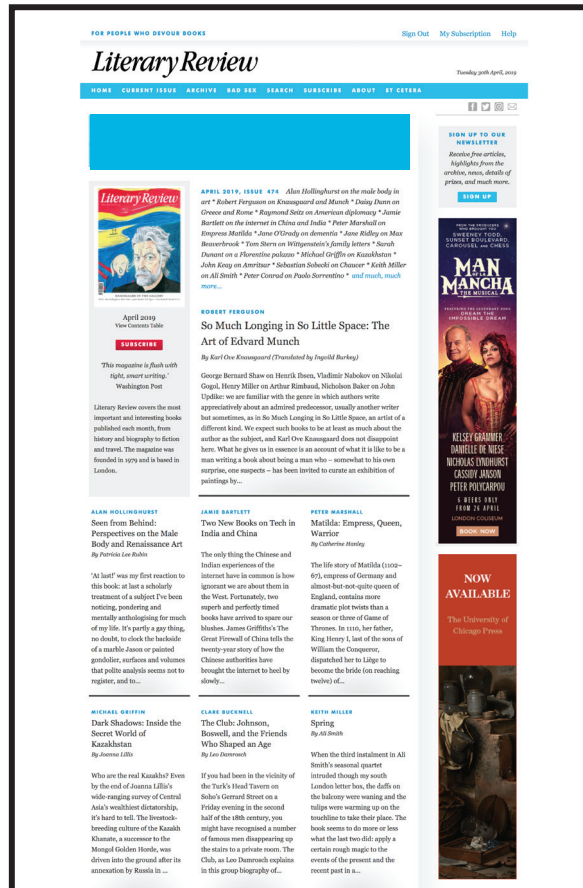 FOR PEOPLE WHO DEVOUR BOOKS
Sign Out My Subscription Help
Literary Review
Tuesday 30th April, 2019
HOME CURRENT ISSUE ARCHIVE BAD SEX SEARCH SUBSCRIBE ABOUT ET CETERA
SIGN UP TO OUR
NEWSLETTER
Receive free articles,
highlights from the
archive, news, details of
prizes, and much more.
SIGN UP
Literary Review
April 2019
View Contents Table
SUBSCRIBE
'This magazine is flush with
tight, smart writing.'
Washington Post
Literary Review covers the most
important and interesting books
published each month, from
history and biography to fiction
and travel. The magazine was
founded in 1979 and is based in
London.
APRIL 2019, ISSUE 474 Alan Hollinghurst on the male body in
art * Robert Ferguson on Knausgaard and Munch * Daisy Dunn on
Greece and Rome * Raymond Seitz on American diplomacy * Jamie
Bartlett on the internet in China and India * Peter Marshall on
Empress Matilda * Jane O'Grady on dementia * Jane Ridley on Max
Beaverbrook * Tom Stern on Wittgenstein's family letters * Sarah
Dunant on a Florentine palazzo * Michael Griffin on Kazakhstan *
John Keay on Amritsar * Sebastian Sobecki on Chaucer * Keith Miller
on Ali Smith * Peter Conrad on Paolo Sorrentino * and much, much
more...
ROBERT FERGUSON
So Much Longing in So Little Space: The
Art of Edvard Munch
By Karl Ove Knausgaard (Translated by Ingvild Burkey)
George Bernard Shaw on Henrik Ibsen, Vladimir Nabokov on Nikolai
Gogol, Henry Miller on Arthur Rimbaud, Nicholson Baker on John
Updike: we are familiar with the genre in which authors write
appreciatively about an admired predecessor, usually another writer
but sometimes, as in So Much Longing in So Little Space, an artist of a
different kind. We expect such books to be at least as much about the
author as the subject, and Karl Ove Knausgaard does not disappoint
here. What he gives us in essence is an account of what it is like to be a
man writing a book about being a man who – somewhat to his own
surprise, one suspects – has been invited to curate an exhibition of
paintings by...
FROM THE PRODUCERS
WHO BROUGHT YOU
SWEENEY TODD,
SUNSET BOULEVARD,
CAROUSEL AND CHESS
MAN
OF LA
MANCHA
THE MUSICAL
FEATURING THE LEGENDARY SONG
DREAM THE
IMPOSSIBLE DREAM
KELSEY GRAMMER
DANIELLE DE NIESE
NICHOLAS LYNDHURST
CASSIDY JANSON
PETER POLYCARPOU
6 WEEKS ONLY
FROM 26 APRIL
LONDON COLISEUM
BOOK NOW
ALAN HOLLINGHURST
Seen from Behind:
Perspectives on the Male
Body and Renaissance Art
By Patricia Lee Rubin
'At last!' was my first reaction to
this book: at last a scholarly
treatment of a subject I've been
noticing, pondering and
mentally anthologising for much
of my life. It's partly a gay thing,
no doubt, to clock the backside
of a marble Jason or painted
gondolier, surfaces and volumes
that polite analysis seems not to
register, and to...
JAMIE BARTLETT
Two New Books on Tech in
India and China
The only thing the Chinese and
Indian experiences of the
internet have in common is how
ignorant we are about them in
the West. Fortunately, two
superb and perfectly timed
books have arrived to spare our
blushes. James Griffiths's The
Great Firewall of China tells the
twenty-year story of how the
Chinese authorities have
brought the internet to heel by
slowly...
PETER MARSHALL
Matilda: Empress, Queen,
Warrior
By Catherine Hanley
The life story of Matilda (1102–
67), empress of Germany and
almost-but-not-quite queen of
England, contains more
dramatic plot twists than a
season or three of Game of
Thrones. In 1110, her father,
King Henry I, last of the sons of
William the Conqueror,
dispatched her to Liège to
become the bride (on reaching
twelve) of...
NOW
AVAILABLE
The University of
Chicago Press
MICHAEL GRIFFIN
Dark Shadows: Inside the
Secret World of
Kazakhstan
By Joanna Lillis
Who are the real Kazakhs? Even
by the end of Joanna Lillis's
wide-ranging survey of Central
Asia's wealthiest dictatorship,
it's hard to tell. The livestock-
breeding culture of the Kazakh
Khanate, a successor to the
Mongol Golden Horde, was
driven into the ground after its
annexation by Russia in ...
CLARE BUCKNELL
The Club: Johnson,
Boswell, and the Friends
Who Shaped an Age
By Leo Damrosch
If you had been in the vicinity of
the Turk's Head Tavern on
Soho's Gerrard Street on a
Friday evening in the second
half of the 18th century, you
might have recognised a number
of famous men disappearing up
the stairs to a private room. The
Club, as Leo Damrosch explains
in this group biography of...
KEITH MILLER
Spring
By Ali Smith
When the third instalment in Ali
Smith's seasonal quartet
intruded though my south
London letter box, the daffs on
the balcony were waning and the
tulips were warming up on the
touchline to take their place. The
book seems to do more or less
what the last two did: apply a
certain rough magic to the
events of the present and the
recent past in a...